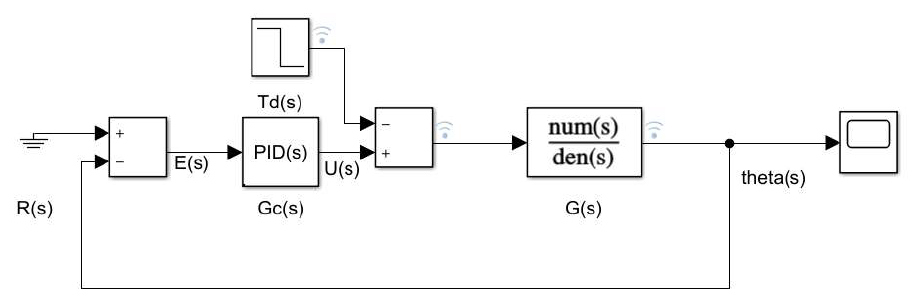 Td(s)
+
−
E(s)
PID(s)
U(s)
−
+
num(s)
den(s)
theta(s)
R(s)
Gc(s)
G(s)